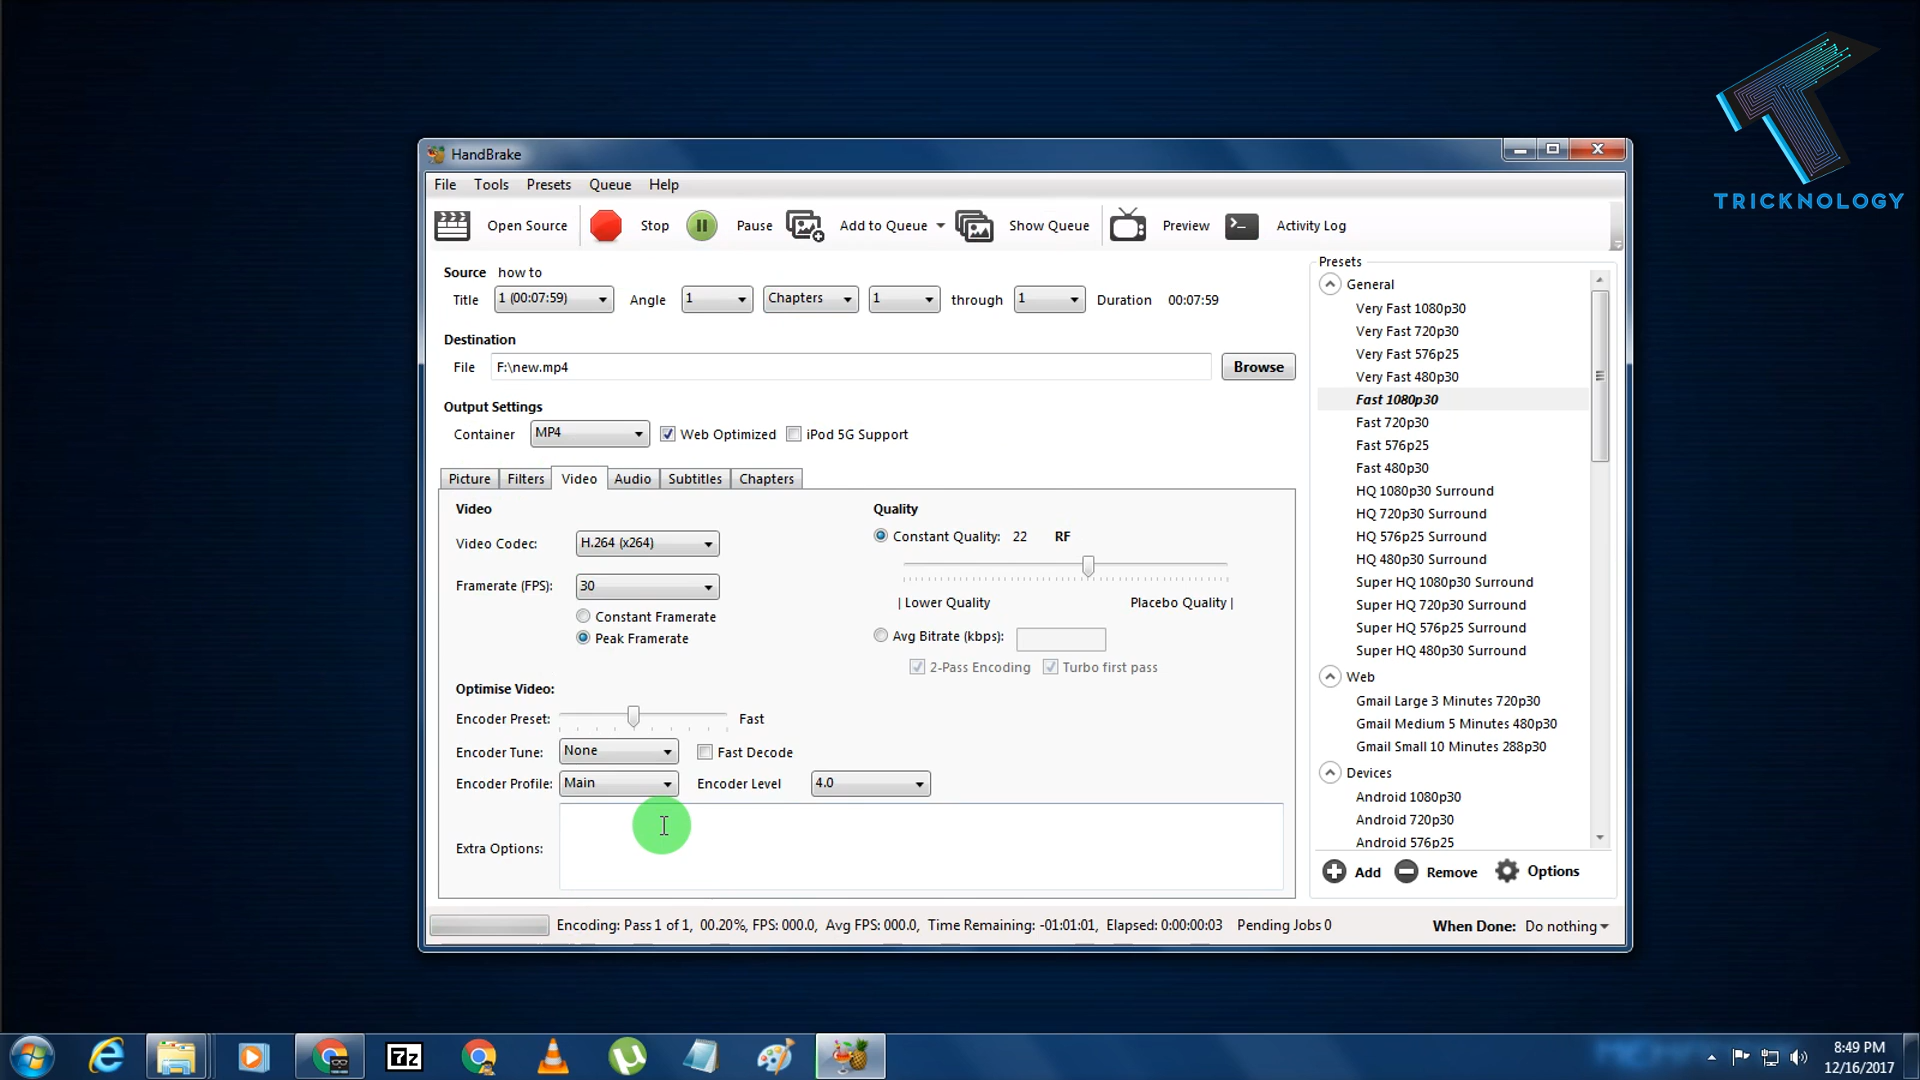 TRICKNOLOGY
HandBrake
File Tools Presets Queue Help
Open Source Stop Pause Add to Queue Show Queue Preview Activity Log
Source how to
Title 1 (00:07:59) Angle 1 Chapters 1 through 1 Duration 00:07:59
Destination
File F:\new.mp4 Browse
Output Settings
Container MP4 Web Optimized iPod 5G Support
Picture Filters Video Audio Subtitles Chapters
Video
Video Codec: H.264 (x264)
Framerate (FPS): 30
Constant Framerate
Peak Framerate
Quality
Constant Quality: 22 RF
| Lower Quality Placebo Quality |
Avg Bitrate (kbps):
2-Pass Encoding Turbo first pass
Optimise Video:
Encoder Preset: Fast
Encoder Tune: None Fast Decode
Encoder Profile: Main Encoder Level 4.0
Extra Options:
Presets
General
Very Fast 1080p30
Very Fast 720p30
Very Fast 576p25
Very Fast 480p30
Fast 1080p30
Fast 720p30
Fast 576p25
Fast 480p30
HQ 1080p30 Surround
HQ 720p30 Surround
HQ 576p25 Surround
HQ 480p30 Surround
Super HQ 1080p30 Surround
Super HQ 720p30 Surround
Super HQ 576p25 Surround
Super HQ 480p30 Surround
Web
Gmail Large 3 Minutes 720p30
Gmail Medium 5 Minutes 480p30
Gmail Small 10 Minutes 288p30
Devices
Android 1080p30
Android 720p30
Android 576p25
Add Remove Options
Encoding: Pass 1 of 1, 00.20%, FPS: 000.0, Avg FPS: 000.0, Time Remaining: -01:01:01, Elapsed: 0:00:00:03 Pending Jobs 0 When Done: Do nothing
7z
8:49 PM
12/16/2017